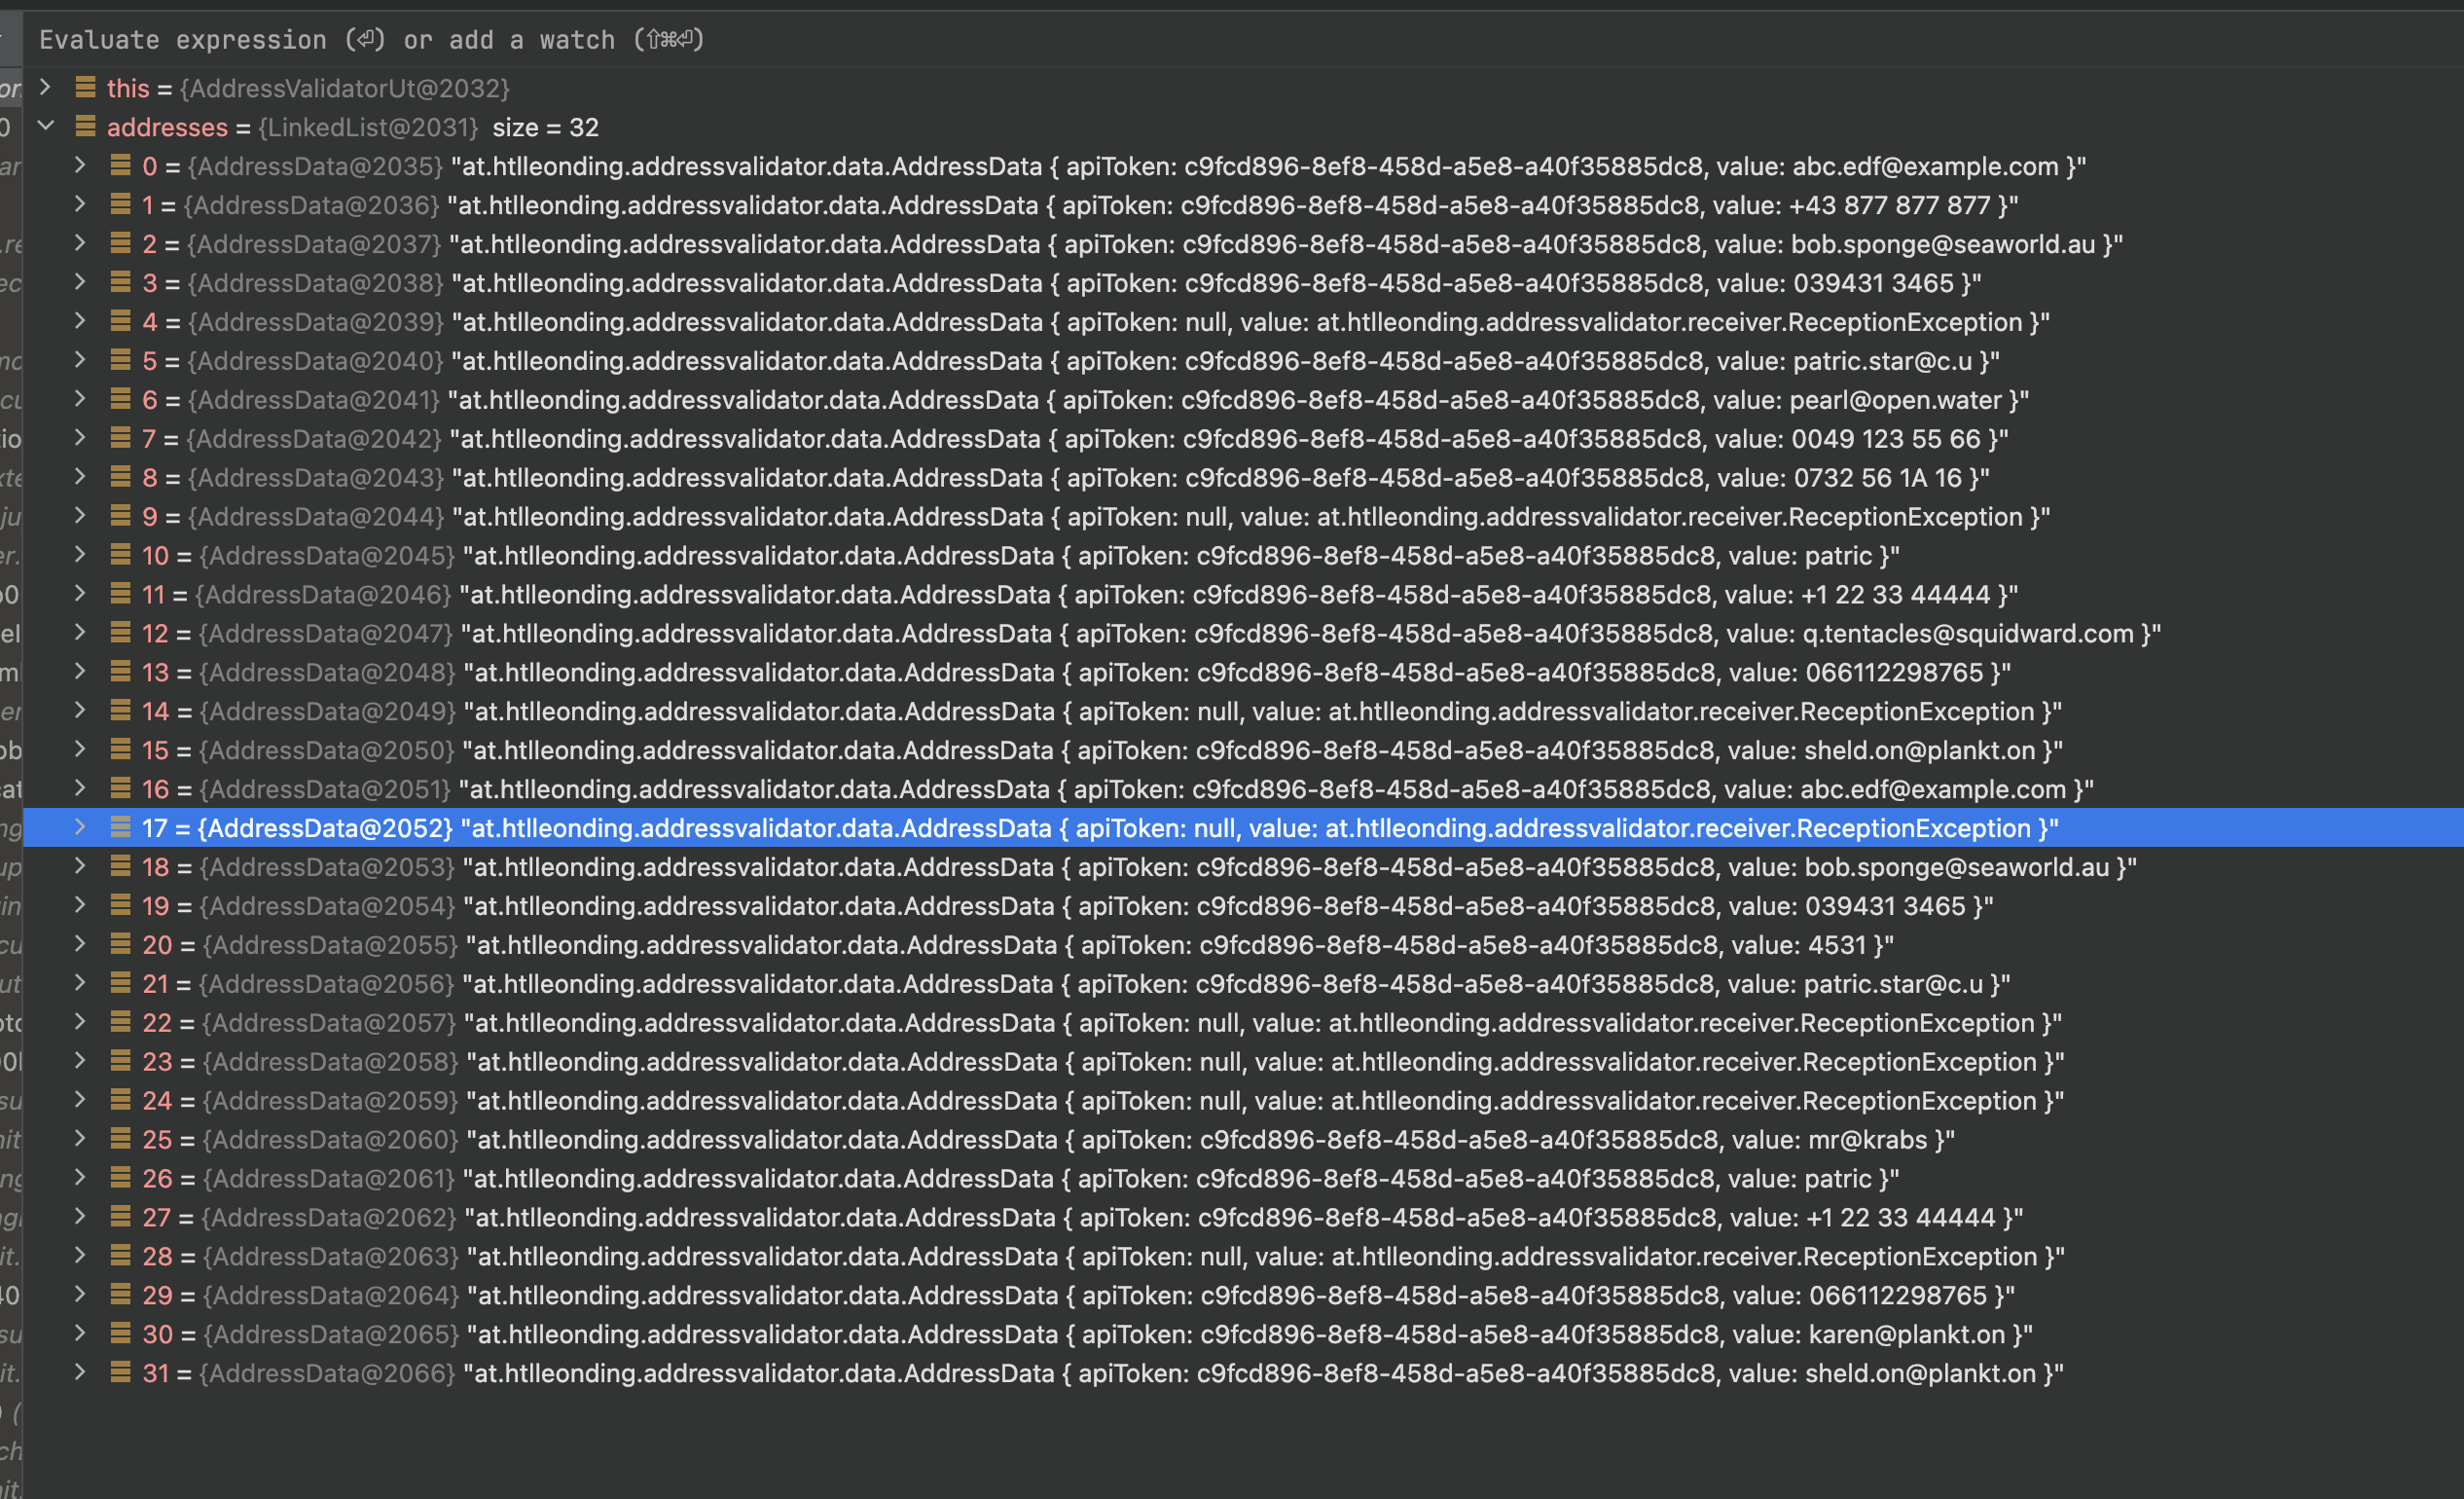 Evaluate expression (⏎) or add a watch (⇧⌘⏎)
this = {AddressValidatorUt@2032}
addresses = {LinkedList@2031} size = 32
0 = {AddressData@2035} "at.htlleonding.addressvalidator.data.AddressData { apiToken: c9fcd896-8ef8-458d-a5e8-a40f35885dc8, value: abc.edf@example.com }"
1 = {AddressData@2036} "at.htlleonding.addressvalidator.data.AddressData { apiToken: c9fcd896-8ef8-458d-a5e8-a40f35885dc8, value: +43 877 877 877 }"
2 = {AddressData@2037} "at.htlleonding.addressvalidator.data.AddressData { apiToken: c9fcd896-8ef8-458d-a5e8-a40f35885dc8, value: bob.sponge@seaworld.au }"
3 = {AddressData@2038} "at.htlleonding.addressvalidator.data.AddressData { apiToken: c9fcd896-8ef8-458d-a5e8-a40f35885dc8, value: 039431 3465 }"
4 = {AddressData@2039} "at.htlleonding.addressvalidator.data.AddressData { apiToken: null, value: at.htlleonding.addressvalidator.receiver.ReceptionException }"
5 = {AddressData@2040} "at.htlleonding.addressvalidator.data.AddressData { apiToken: c9fcd896-8ef8-458d-a5e8-a40f35885dc8, value: patric.star@c.u }"
6 = {AddressData@2041} "at.htlleonding.addressvalidator.data.AddressData { apiToken: c9fcd896-8ef8-458d-a5e8-a40f35885dc8, value: pearl@open.water }"
7 = {AddressData@2042} "at.htlleonding.addressvalidator.data.AddressData { apiToken: c9fcd896-8ef8-458d-a5e8-a40f35885dc8, value: 0049 123 55 66 }"
8 = {AddressData@2043} "at.htlleonding.addressvalidator.data.AddressData { apiToken: c9fcd896-8ef8-458d-a5e8-a40f35885dc8, value: 0732 56 1A 16 }"
9 = {AddressData@2044} "at.htlleonding.addressvalidator.data.AddressData { apiToken: null, value: at.htlleonding.addressvalidator.receiver.ReceptionException }"
10 = {AddressData@2045} "at.htlleonding.addressvalidator.data.AddressData { apiToken: c9fcd896-8ef8-458d-a5e8-a40f35885dc8, value: patric }"
11 = {AddressData@2046} "at.htlleonding.addressvalidator.data.AddressData { apiToken: c9fcd896-8ef8-458d-a5e8-a40f35885dc8, value: +1 22 33 44444 }"
12 = {AddressData@2047} "at.htlleonding.addressvalidator.data.AddressData { apiToken: c9fcd896-8ef8-458d-a5e8-a40f35885dc8, value: q.tentacles@squidward.com }"
13 = {AddressData@2048} "at.htlleonding.addressvalidator.data.AddressData { apiToken: c9fcd896-8ef8-458d-a5e8-a40f35885dc8, value: 066112298765 }"
14 = {AddressData@2049} "at.htlleonding.addressvalidator.data.AddressData { apiToken: null, value: at.htlleonding.addressvalidator.receiver.ReceptionException }"
15 = {AddressData@2050} "at.htlleonding.addressvalidator.data.AddressData { apiToken: c9fcd896-8ef8-458d-a5e8-a40f35885dc8, value: sheld.on@plankt.on }"
16 = {AddressData@2051} "at.htlleonding.addressvalidator.data.AddressData { apiToken: c9fcd896-8ef8-458d-a5e8-a40f35885dc8, value: abc.edf@example.com }"
17 = {AddressData@2052} "at.htlleonding.addressvalidator.data.AddressData { apiToken: null, value: at.htlleonding.addressvalidator.receiver.ReceptionException }"
18 = {AddressData@2053} "at.htlleonding.addressvalidator.data.AddressData { apiToken: c9fcd896-8ef8-458d-a5e8-a40f35885dc8, value: bob.sponge@seaworld.au }"
19 = {AddressData@2054} "at.htlleonding.addressvalidator.data.AddressData { apiToken: c9fcd896-8ef8-458d-a5e8-a40f35885dc8, value: 039431 3465 }"
20 = {AddressData@2055} "at.htlleonding.addressvalidator.data.AddressData { apiToken: c9fcd896-8ef8-458d-a5e8-a40f35885dc8, value: 4531 }"
21 = {AddressData@2056} "at.htlleonding.addressvalidator.data.AddressData { apiToken: c9fcd896-8ef8-458d-a5e8-a40f35885dc8, value: patric.star@c.u }"
22 = {AddressData@2057} "at.htlleonding.addressvalidator.data.AddressData { apiToken: null, value: at.htlleonding.addressvalidator.receiver.ReceptionException }"
23 = {AddressData@2058} "at.htlleonding.addressvalidator.data.AddressData { apiToken: null, value: at.htlleonding.addressvalidator.receiver.ReceptionException }"
24 = {AddressData@2059} "at.htlleonding.addressvalidator.data.AddressData { apiToken: null, value: at.htlleonding.addressvalidator.receiver.ReceptionException }"
25 = {AddressData@2060} "at.htlleonding.addressvalidator.data.AddressData { apiToken: c9fcd896-8ef8-458d-a5e8-a40f35885dc8, value: mr@krabs }"
26 = {AddressData@2061} "at.htlleonding.addressvalidator.data.AddressData { apiToken: c9fcd896-8ef8-458d-a5e8-a40f35885dc8, value: patric }"
27 = {AddressData@2062} "at.htlleonding.addressvalidator.data.AddressData { apiToken: c9fcd896-8ef8-458d-a5e8-a40f35885dc8, value: +1 22 33 44444 }"
28 = {AddressData@2063} "at.htlleonding.addressvalidator.data.AddressData { apiToken: null, value: at.htlleonding.addressvalidator.receiver.ReceptionException }"
29 = {AddressData@2064} "at.htlleonding.addressvalidator.data.AddressData { apiToken: c9fcd896-8ef8-458d-a5e8-a40f35885dc8, value: 066112298765 }"
30 = {AddressData@2065} "at.htlleonding.addressvalidator.data.AddressData { apiToken: c9fcd896-8ef8-458d-a5e8-a40f35885dc8, value: karen@plankt.on }"
31 = {AddressData@2066} "at.htlleonding.addressvalidator.data.AddressData { apiToken: c9fcd896-8ef8-458d-a5e8-a40f35885dc8, value: sheld.on@plankt.on }"